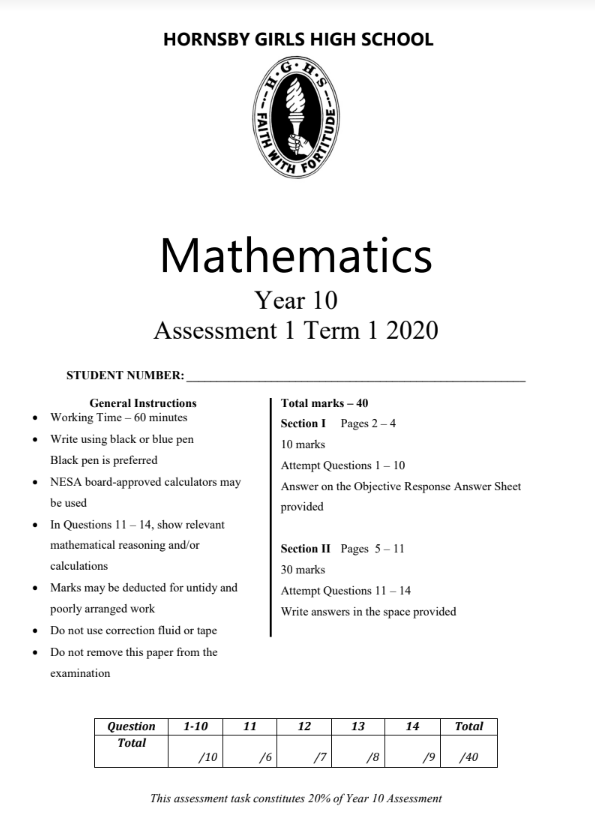 HORNSBY GIRLS HIGH SCHOOL
H·G·H·S
FAITH WITH FORTITUDE
Mathematics
Year 10
Assessment 1 Term 1 2020
STUDENT NUMBER: ______________________________________________________
General Instructions
• Working Time – 60 minutes
• Write using black or blue pen
Black pen is preferred
• NESA board-approved calculators may
be used
• In Questions 11 – 14, show relevant
mathematical reasoning and/or
calculations
• Marks may be deducted for untidy and
poorly arranged work
• Do not use correction fluid or tape
• Do not remove this paper from the
examination
Total marks – 40
Section I Pages 2 – 4
10 marks
Attempt Questions 1 – 10
Answer on the Objective Response Answer Sheet
provided
Section II Pages 5 – 11
30 marks
Attempt Questions 11 – 14
Write answers in the space provided
Question 1-10 11 12 13 14 Total
Total /10 /6 /7 /8 /9 /40
This assessment task constitutes 20% of Year 10 Assessment